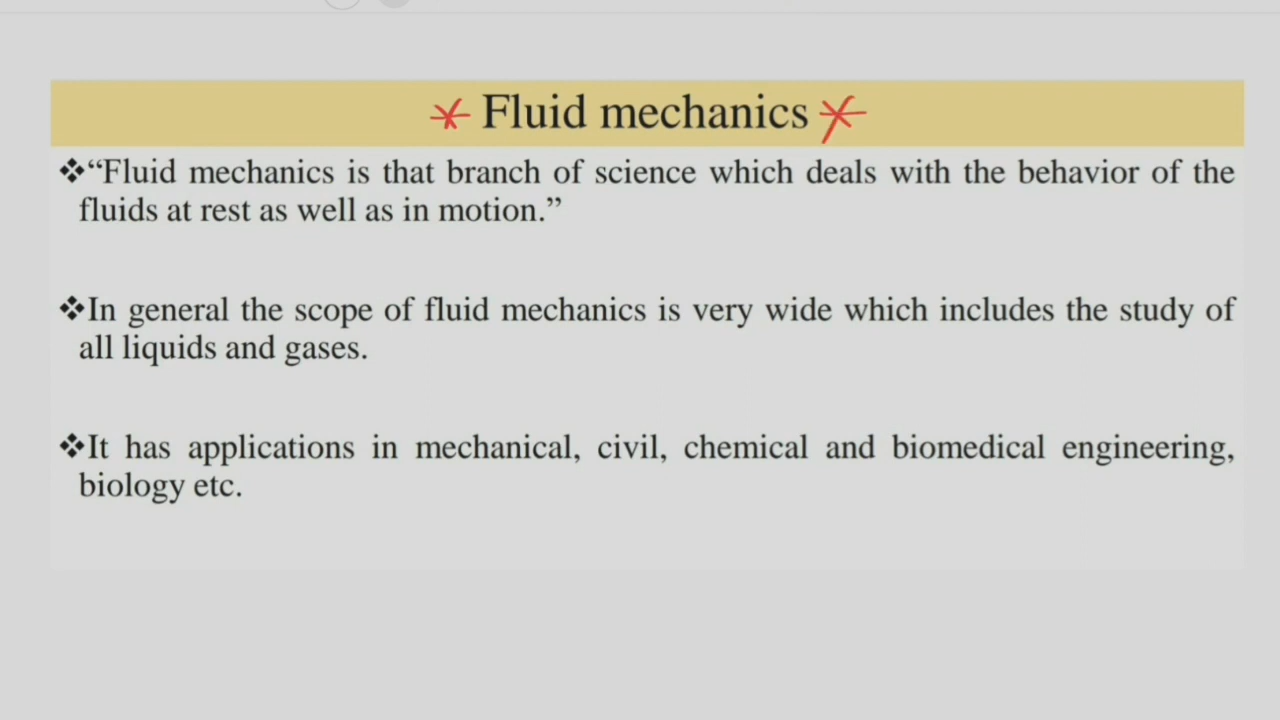 Fluid mechanics
❖“Fluid mechanics is that branch of science which deals with the behavior of the
fluids at rest as well as in motion.”
❖In general the scope of fluid mechanics is very wide which includes the study of
all liquids and gases.
❖It has applications in mechanical, civil, chemical and biomedical engineering,
biology etc.